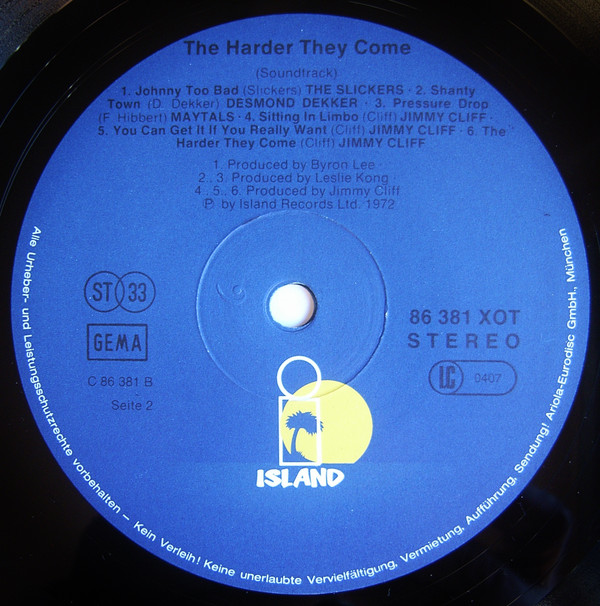 The Harder They Come
(Soundtrack)
1. Johnny Too Bad (Slickers) THE SLICKERS · 2. Shanty
Town (D. Dekker) DESMOND DEKKER · 3. Pressure Drop
(F. Hibbert) MAYTALS · 4. Sitting In Limbo (Cliff) JIMMY CLIFF ·
5. You Can Get It If You Really Want (Cliff) JIMMY CLIFF · 6. The
Harder They Come (Cliff) JIMMY CLIFF
1. Produced by Byron Lee ·
2., 3. Produced by Leslie Kong ·
4., 5., 6. Produced by Jimmy Cliff
℗ by Island Records Ltd. 1972
ST 33
GEMA
C 86 381 B
Seite 2
86 381 XOT
STEREO
LC 0407
ISLAND
Alle Urheber- und Leistungsschutzrechte vorbehalten – Kein Verleih! Keine unerlaubte Vervielfältigung, Vermietung, Aufführung, Sendung! Ariola-Eurodisc GmbH., München